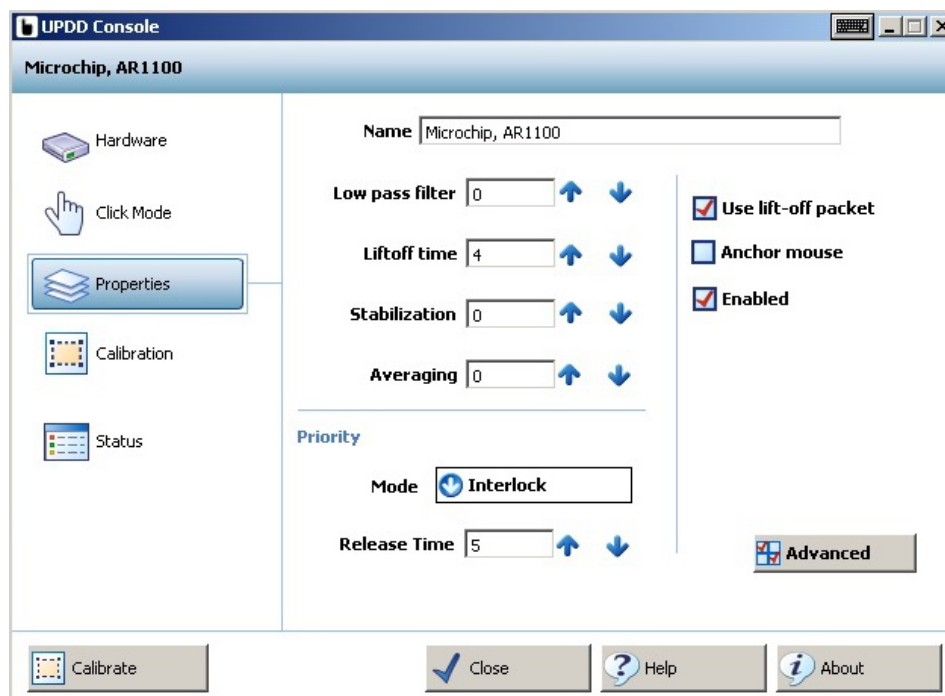 UPDD Console
Microchip, AR1100
Hardware
Click Mode
Properties
Calibration
Status
Name Microchip, AR1100
Low pass filter 0
Liftoff time 4
Stabilization 0
Averaging 0
Use lift-off packet
Anchor mouse
Enabled
Priority
Mode Interlock
Release Time 5
Advanced
Calibrate
Close
Help
About